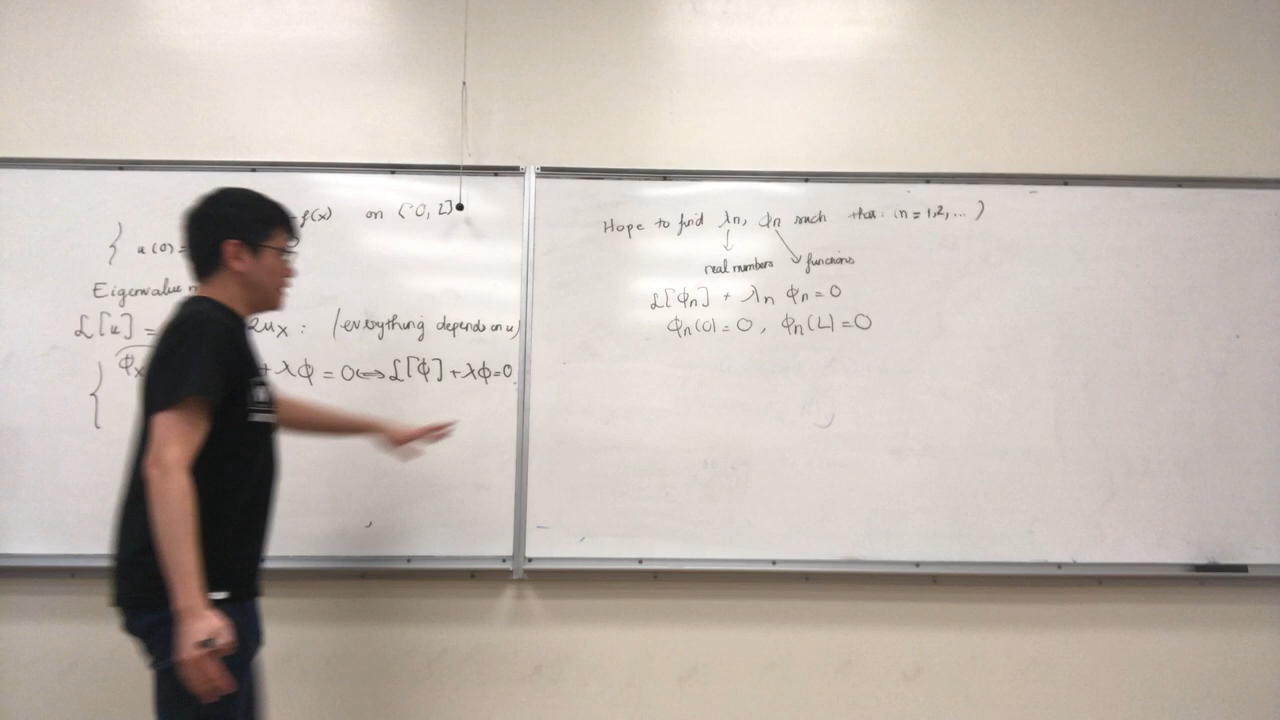 f(x) on [0, L]
{ u(0) =
Eigenvalue
L[u] = 2uₓ : (everything depends on u)
{ ϕₓ + λϕ = 0 ⟺ L[ϕ] + λϕ=0
Hope to find λn, ϕn such that: (n = 1,2, ... )
real numbers functions
L[ϕn] + λn ϕn = 0
ϕn(0) = 0, ϕn(L) = 0